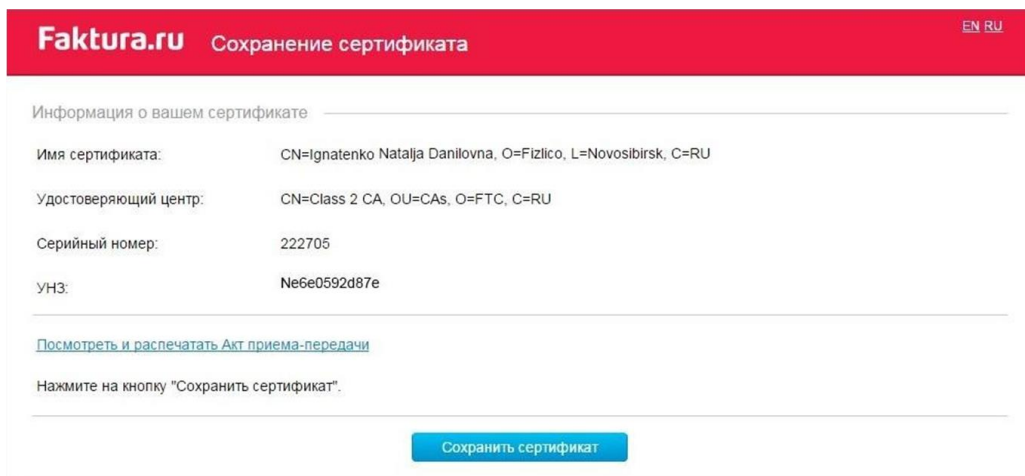 Faktura.ru Сохранение сертификата EN RU
Информация о вашем сертификате
Имя сертификата: CN=Ignatenko Natalja Danilovna, O=Fizlico, L=Novosibirsk, C=RU
Удостоверяющий центр: CN=Class 2 CA, OU=CAs, O=FTC, C=RU
Серийный номер: 222705
УНЗ: Ne6e0592d87e
Посмотреть и распечатать Акт приема-передачи
Нажмите на кнопку "Сохранить сертификат".
Сохранить сертификат